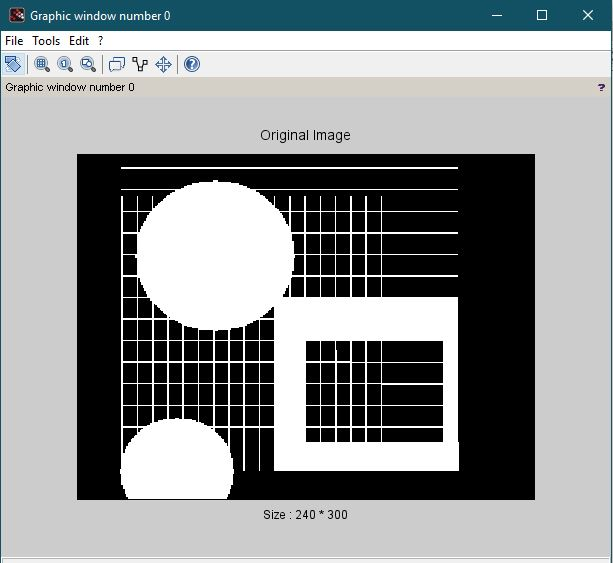 Graphic window number 0
File Tools Edit ?
Graphic window number 0 ?
Original Image
Size : 240 * 300